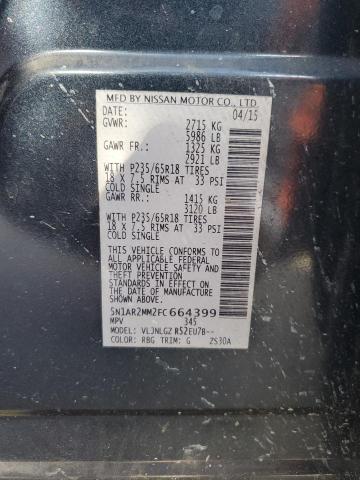 MFD BY NISSAN MOTOR CO., LTD.
DATE: 04/15
GVWR: 2715 KG
5986 LB
GAWR FR.: 1325 KG
2921 LB
WITH P235/65R18 TIRES
18 X 7.5 RIMS AT 33 PSI
COLD SINGLE
GAWR RR.: 1415 KG
3120 LB
WITH P235/65R18 TIRES
18 X 7.5 RIMS AT 33 PSI
COLD SINGLE
THIS VEHICLE CONFORMS TO
ALL APPLICABLE FEDERAL
MOTOR VEHICLE SAFETY
AND THEFT PREVENTION
STANDARDS IN EFFECT ON
THE DATE OF MANUFACTURE
SHOWN ABOVE.
5N1AR2MM2FC664399
MPV 345
MODEL: VLJNLGZ R52EU7B--
COLOR: RBG TRIM: G ZS30A